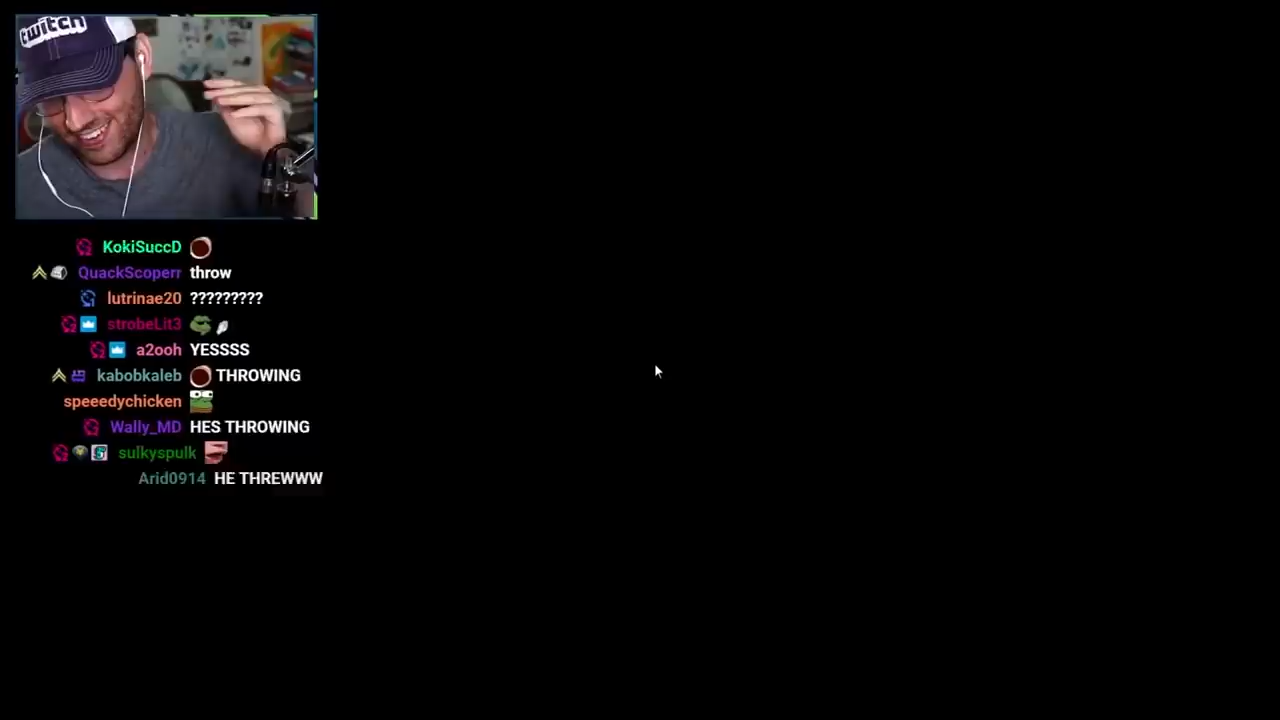 twitch
KokiSuccD
QuackScoperr throw
lutrinae20 ?????????
strobeLit3
a2ooh YESSSS
kabobkaleb THROWING
speeedychicken
Wally_MD HES THROWING
sulkyspulk
Arid0914 HE THREWWW